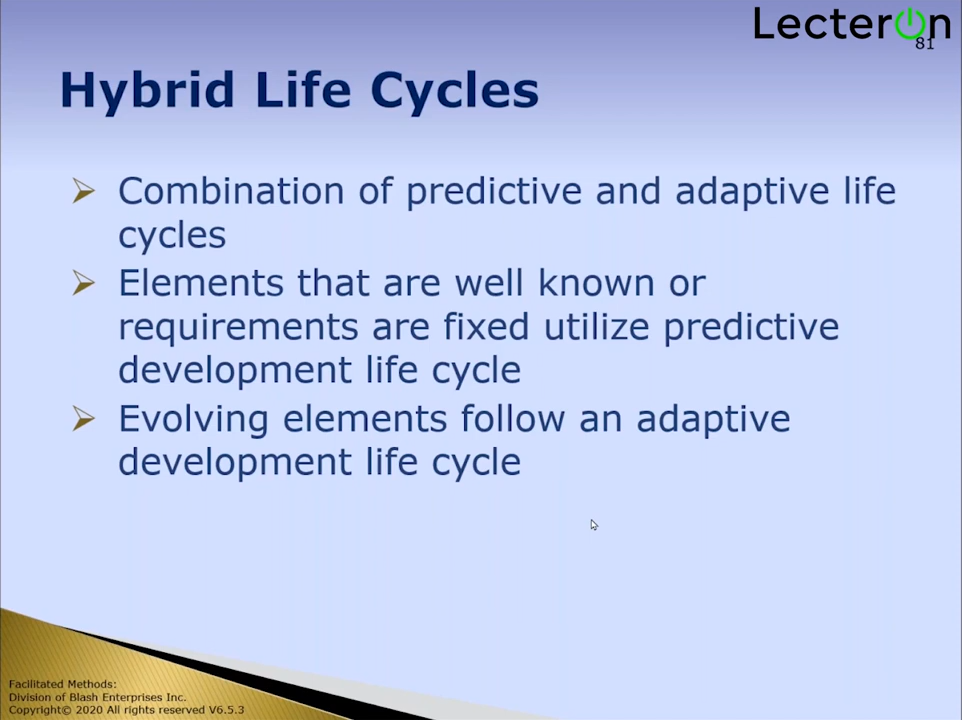 Lecteron
81
Hybrid Life Cycles
Combination of predictive and adaptive life
cycles
Elements that are well known or
requirements are fixed utilize predictive
development life cycle
Evolving elements follow an adaptive
development life cycle
Facilitated Methods:
Division of Blash Enterprises Inc.
Copyright© 2020 All rights reserved V6.5.3